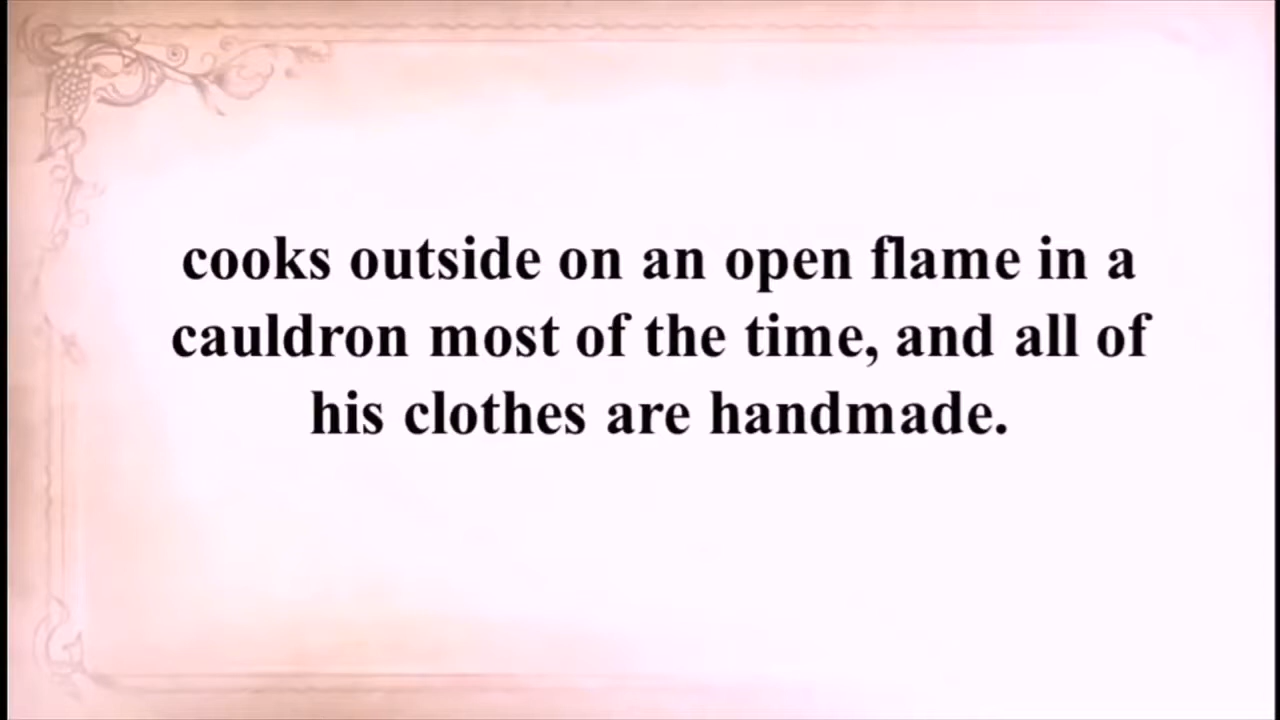 cooks outside on an open flame in a
cauldron most of the time, and all of
his clothes are handmade.